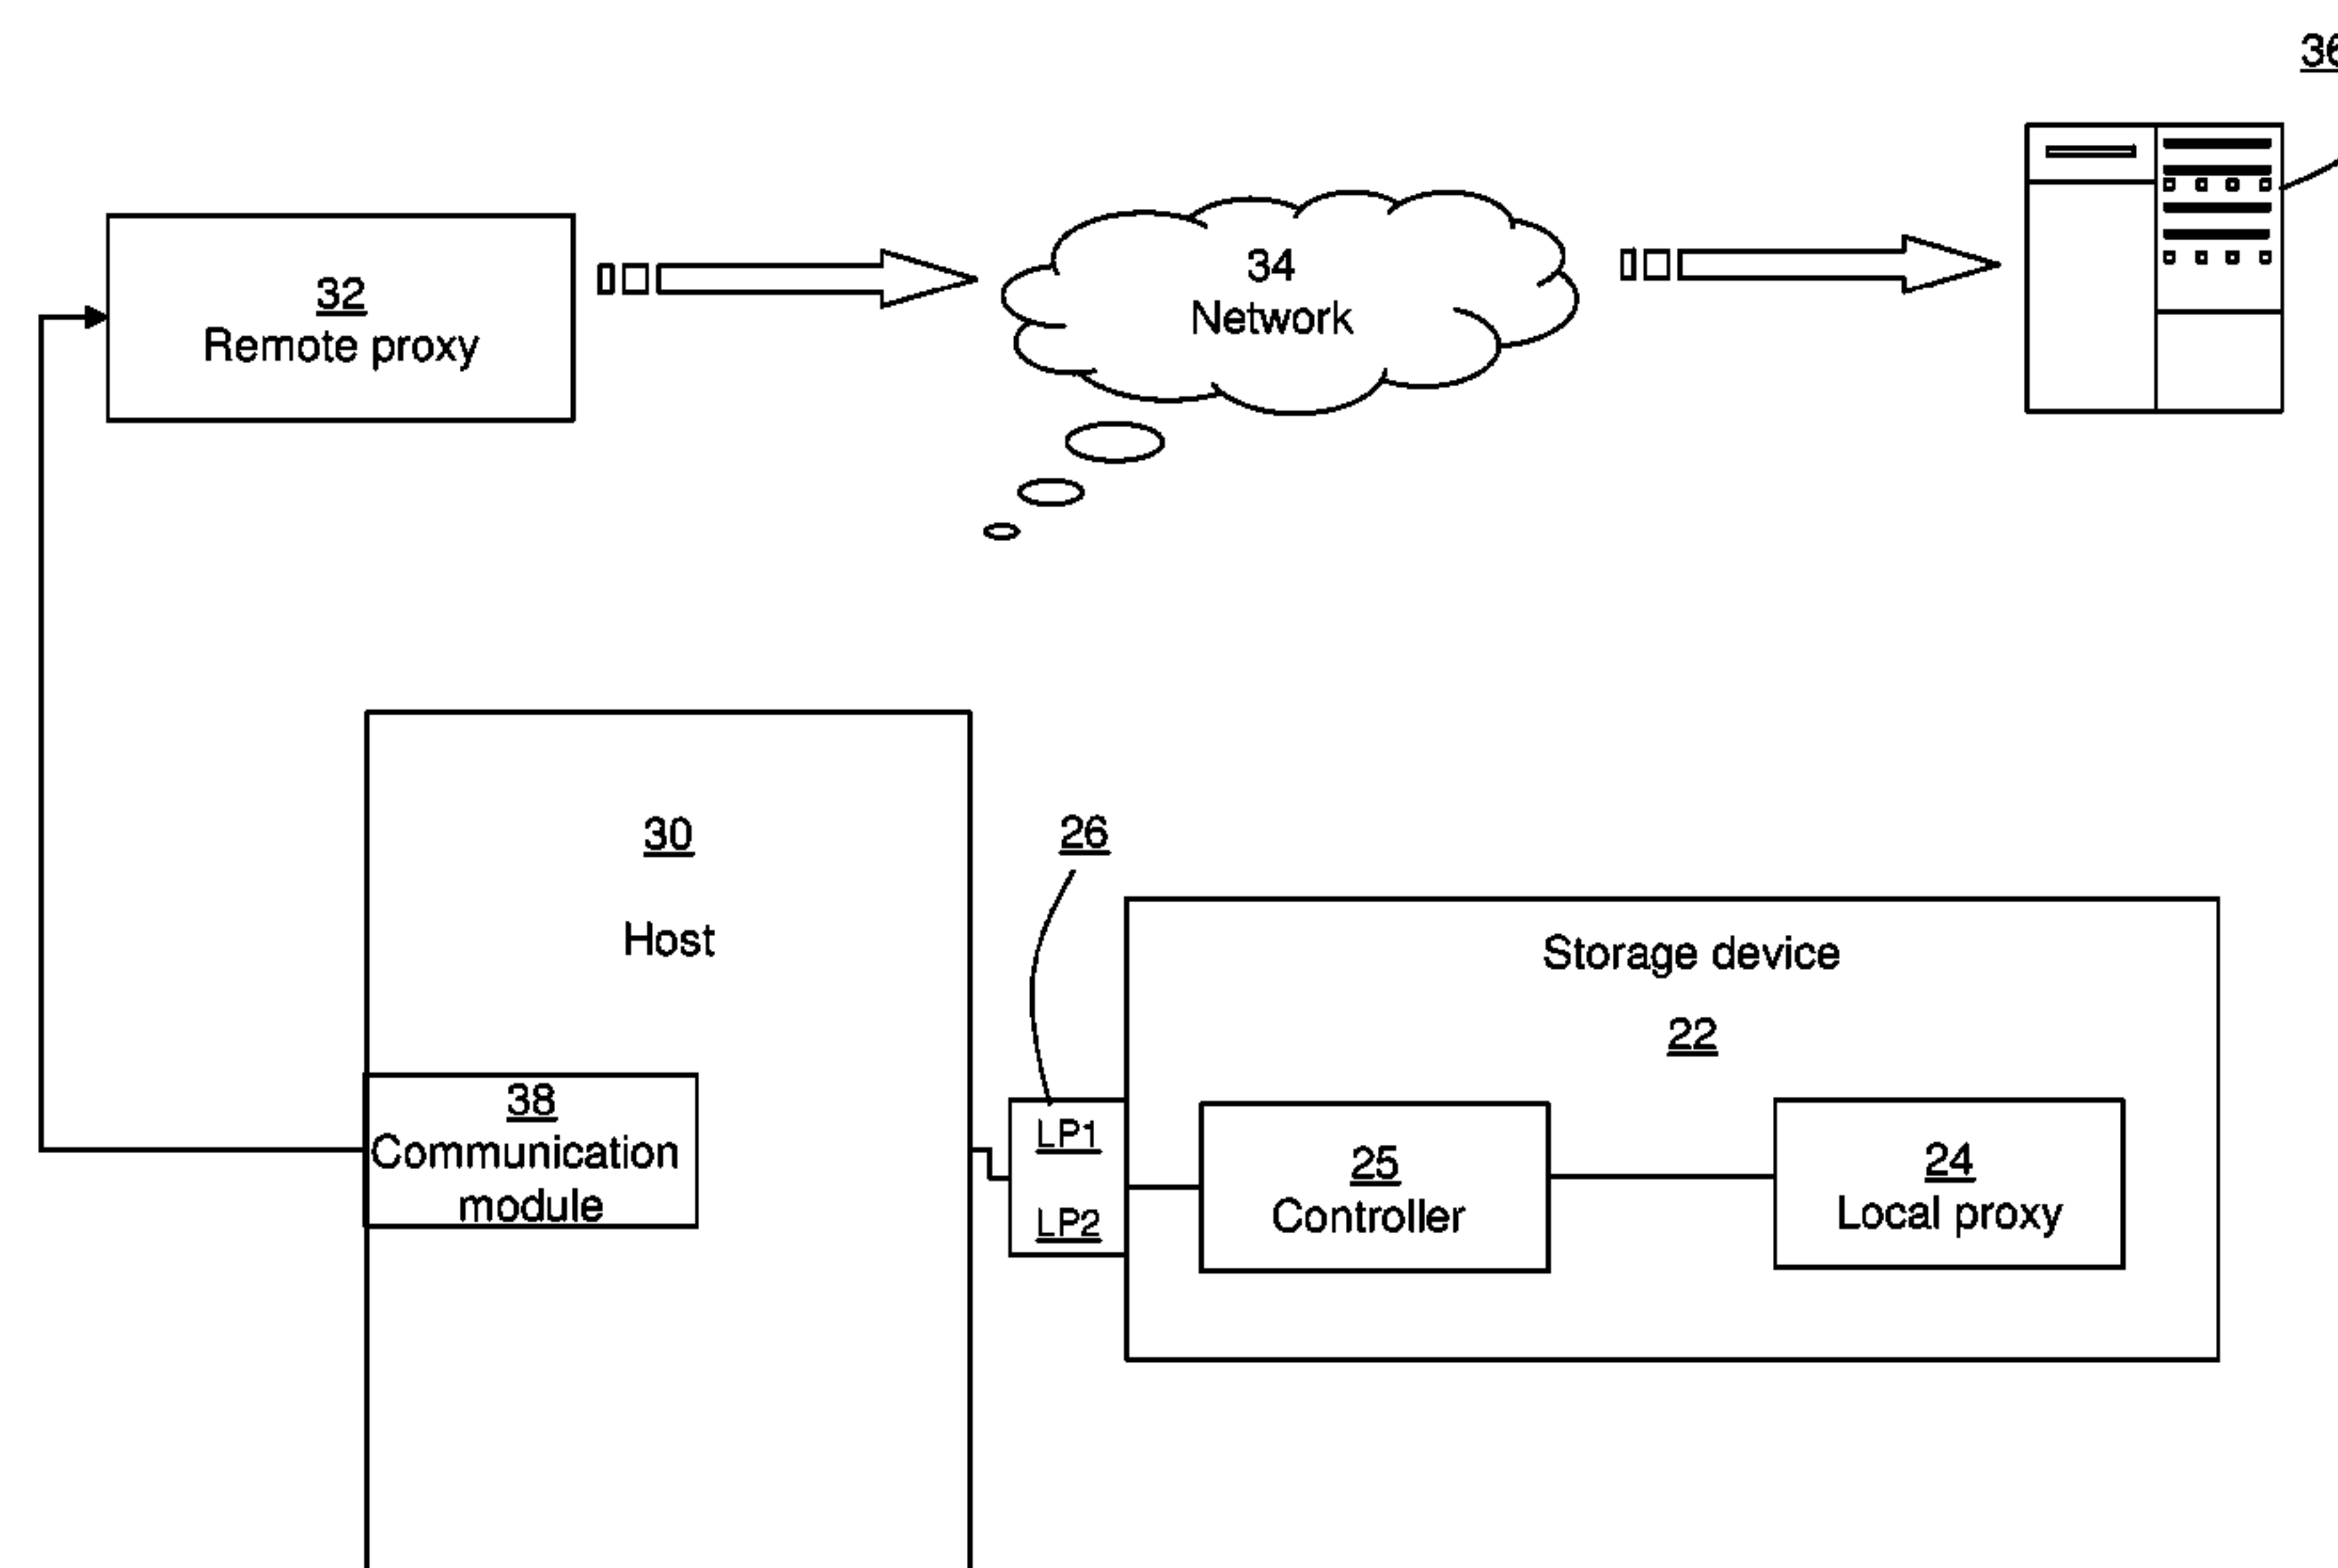 36
32
Remote proxy
34
Network
30
Host
26
Storage device
22
38
Communication
module
LP1
LP2
25
Controller
24
Local proxy